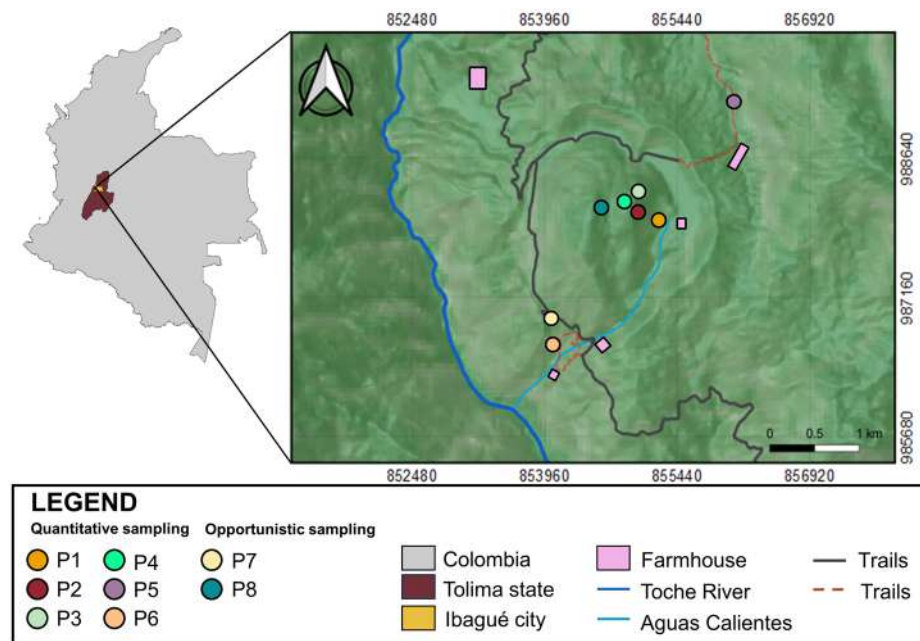 852480 853960 855440 856920
988640
987160
985680
0 0.5 1 km
852480 853960 855440 856920
LEGEND
Quantitative sampling Opportunistic sampling
P1 P4 P7 Colombia Farmhouse Trails
P2 P5 P8 Tolima state Toche River Trails
P3 P6 Ibagué city Aguas Calientes